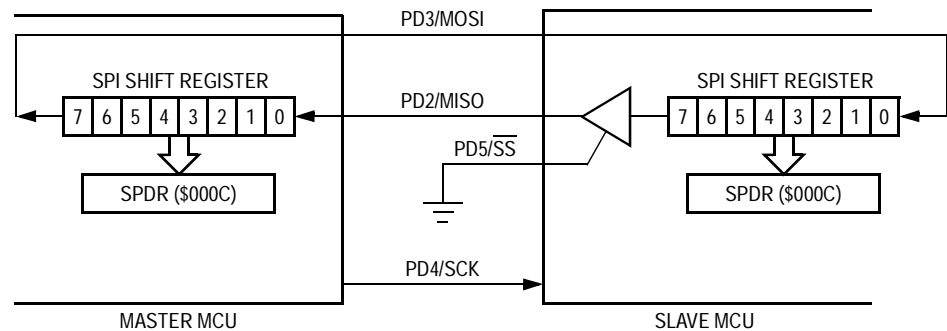 PD3/MOSI
SPI SHIFT REGISTER
SPI SHIFT REGISTER
7 6 5 4 3 2 1 0
PD2/MISO
7 6 5 4 3 2 1 0
PD5/SS
SPDR ($000C)
SPDR ($000C)
PD4/SCK
MASTER MCU
SLAVE MCU